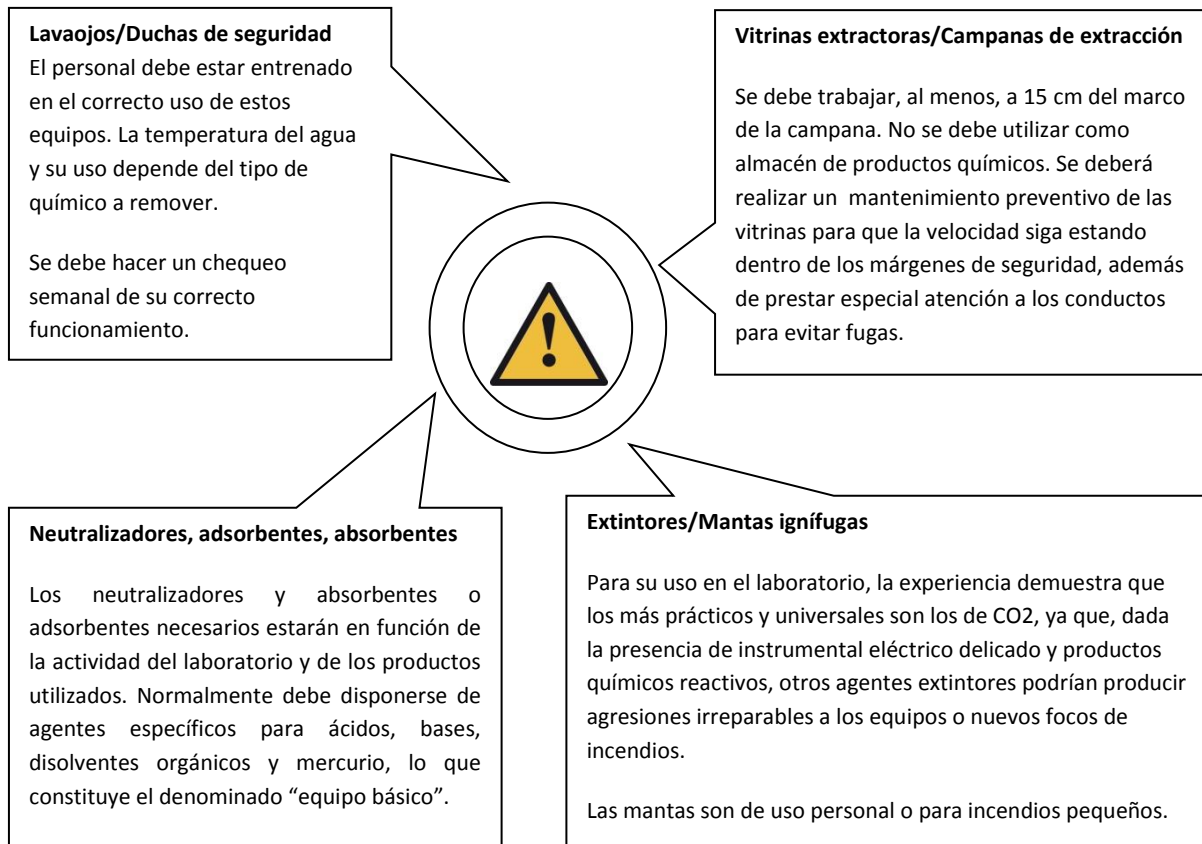 Lavaojos/Duchas de seguridad
El personal debe estar entrenado
en el correcto uso de estos
equipos. La temperatura del agua
y su uso depende del tipo de
químico a remover.
Se debe hacer un chequeo
semanal de su correcto
funcionamiento.
Vitrinas extractoras/Campanas de extracción
Se debe trabajar, al menos, a 15 cm del marco
de la campana. No se debe utilizar como
almacén de productos químicos. Se deberá
realizar un mantenimiento preventivo de las
vitrinas para que la velocidad siga estando
dentro de los márgenes de seguridad, además
de prestar especial atención a los conductos
para evitar fugas.
Neutralizadores, adsorbentes, absorbentes
Los neutralizadores y absorbentes o
adsorbentes necesarios estarán en función de
la actividad del laboratorio y de los productos
utilizados. Normalmente debe disponerse de
agentes específicos para ácidos, bases,
disolventes orgánicos y mercurio, lo que
constituye el denominado “equipo básico”.
Extintores/Mantas ignífugas
Para su uso en el laboratorio, la experiencia demuestra que
los más prácticos y universales son los de CO2, ya que, dada
la presencia de instrumental eléctrico delicado y productos
químicos reactivos, otros agentes extintores podrían producir
agresiones irreparables a los equipos o nuevos focos de
incendios.
Las mantas son de uso personal o para incendios pequeños.